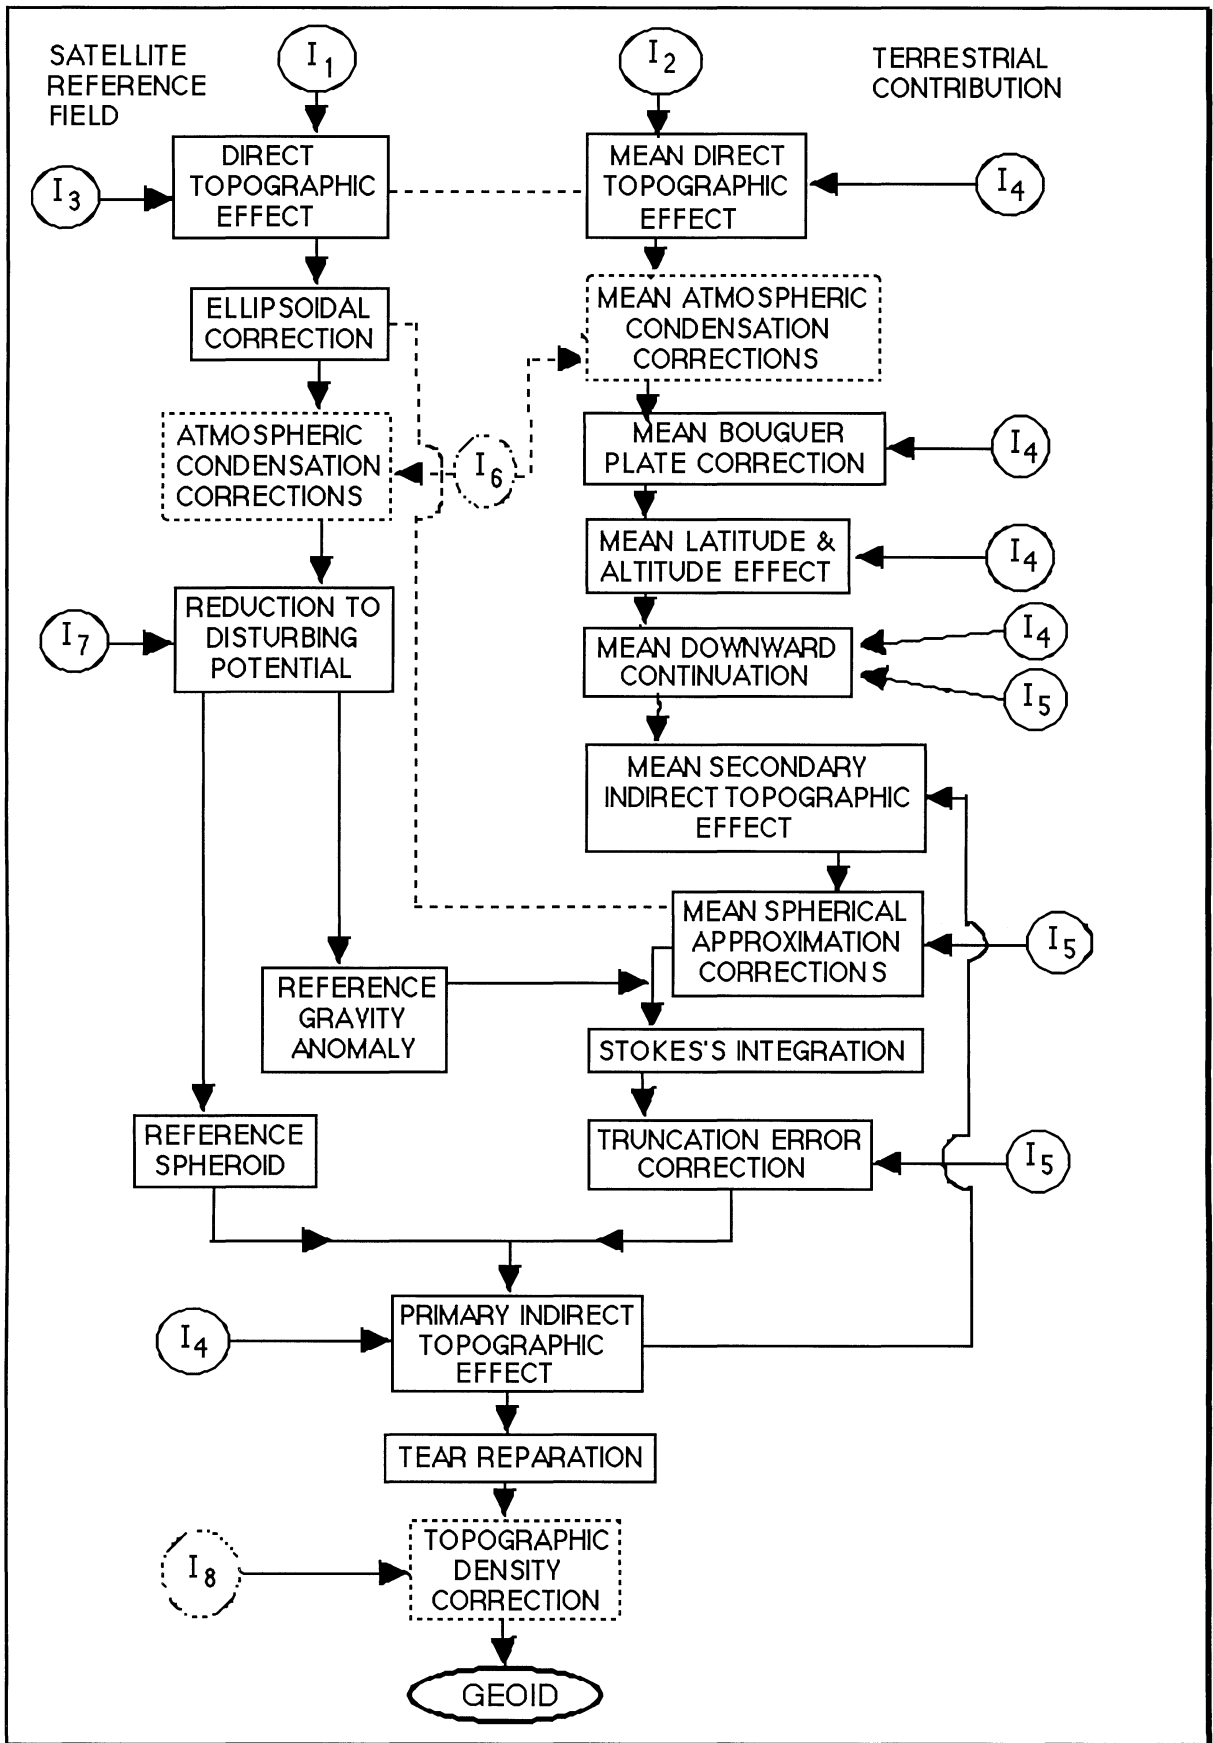 SATELLITE
REFERENCE
FIELD
I1
I2
TERRESTRIAL
CONTRIBUTION
I3
DIRECT
TOPOGRAPHIC
EFFECT
MEAN DIRECT
TOPOGRAPHIC
EFFECT
I4
ELLIPSOIDAL
CORRECTION
MEAN ATMOSPHERIC
CONDENSATION
CORRECTIONS
ATMOSPHERIC
CONDENSATION
CORRECTIONS
I6
MEAN BOUGUER
PLATE CORRECTION
I4
MEAN LATITUDE &
ALTITUDE EFFECT
I4
I7
REDUCTION TO
DISTURBING
POTENTIAL
MEAN DOWNWARD
CONTINUATION
I4
I5
MEAN SECONDARY
INDIRECT TOPOGRAPHIC
EFFECT
MEAN SPHERICAL
APPROXIMATION
CORRECTIONS
I5
REFERENCE
GRAVITY
ANOMALY
STOKES'S INTEGRATION
REFERENCE
SPHEROID
TRUNCATION ERROR
CORRECTION
I5
I4
PRIMARY INDIRECT
TOPOGRAPHIC
EFFECT
TEAR REPARATION
I8
TOPOGRAPHIC
DENSITY
CORRECTION
GEOID